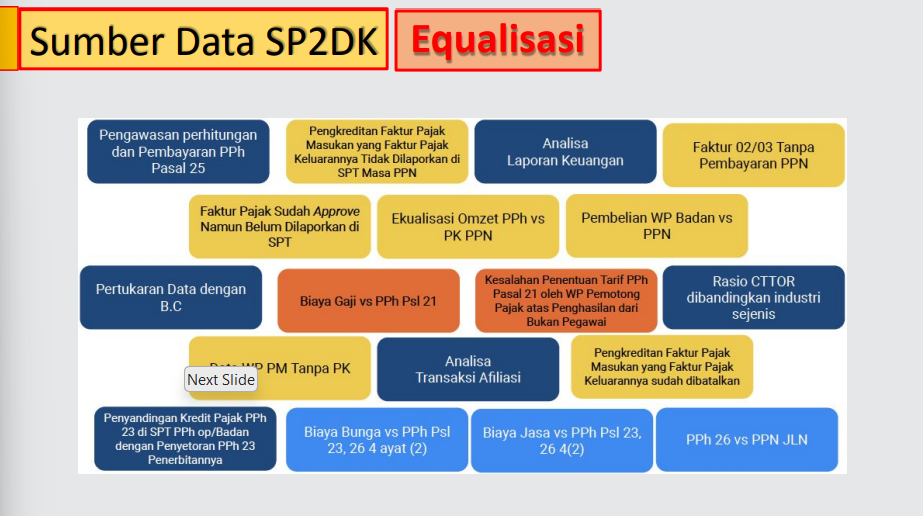 Sumber Data SP2DK
Equalisasi
Pengawasan perhitungan
dan Pembayaran PPh
Pasal 25
Pengkreditan Faktur Pajak
Masukan yang Faktur Pajak
Keluarannya Tidak Dilaporkan di
SPT Masa PPN
Analisa
Laporan Keuangan
Faktur 02/03 Tanpa
Pembayaran PPN
Faktur Pajak Sudah Approve
Namun Belum Dilaporkan di
SPT
Ekualisasi Omzet PPh vs
PK PPN
Pembelian WP Badan vs
PPN
Pertukaran Data dengan
B.C
Biaya Gaji vs PPh Psl 21
Kesalahan Penentuan Tarif PPh
Pasal 21 oleh WP Pemotong
Pajak atas Penghasilan dari
Bukan Pegawai
Rasio CTTOR
dibandingkan industri
sejenis
WP PM Tanpa PK
Next Slide
Analisa
Transaksi Afiliasi
Pengkreditan Faktur Pajak
Masukan yang Faktur Pajak
Keluarannya sudah dibatalkan
Penyandingan Kredit Pajak PPh
23 di SPT PPh op/Badan
dengan Penyetoran PPh 23
Penerbitannya
Biaya Bunga vs PPh Psl
23, 26 4 ayat (2)
Biaya Jasa vs PPh Psl 23,
26 4(2)
PPh 26 vs PPN JLN